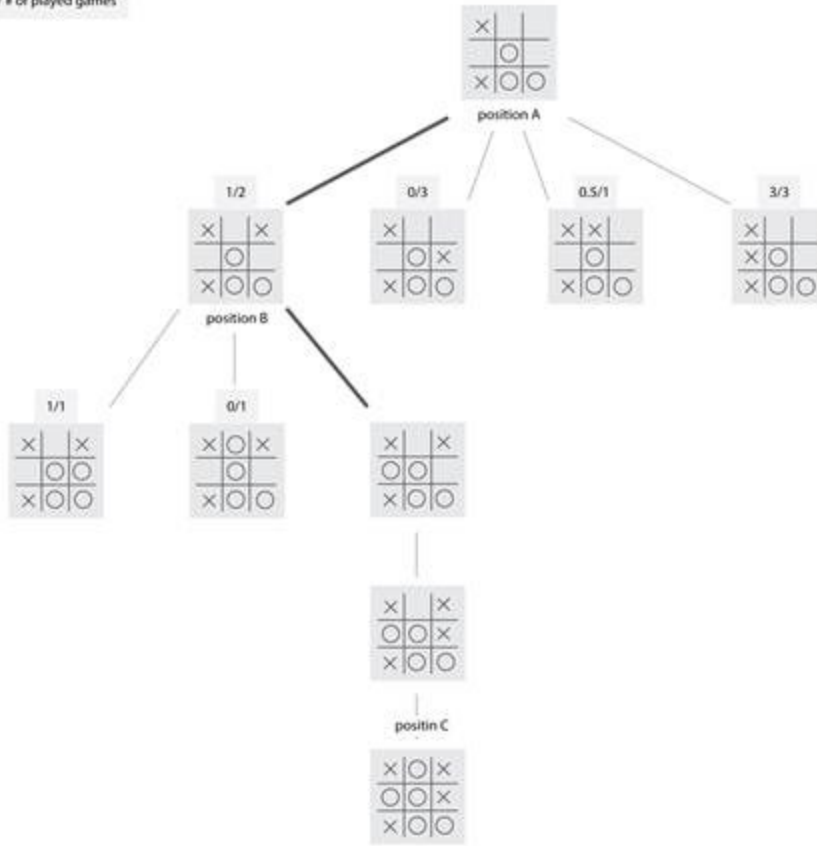 # of played games
position A
1/2
0/3
0.5/1
3/3
position B
1/1
0/1
positin C